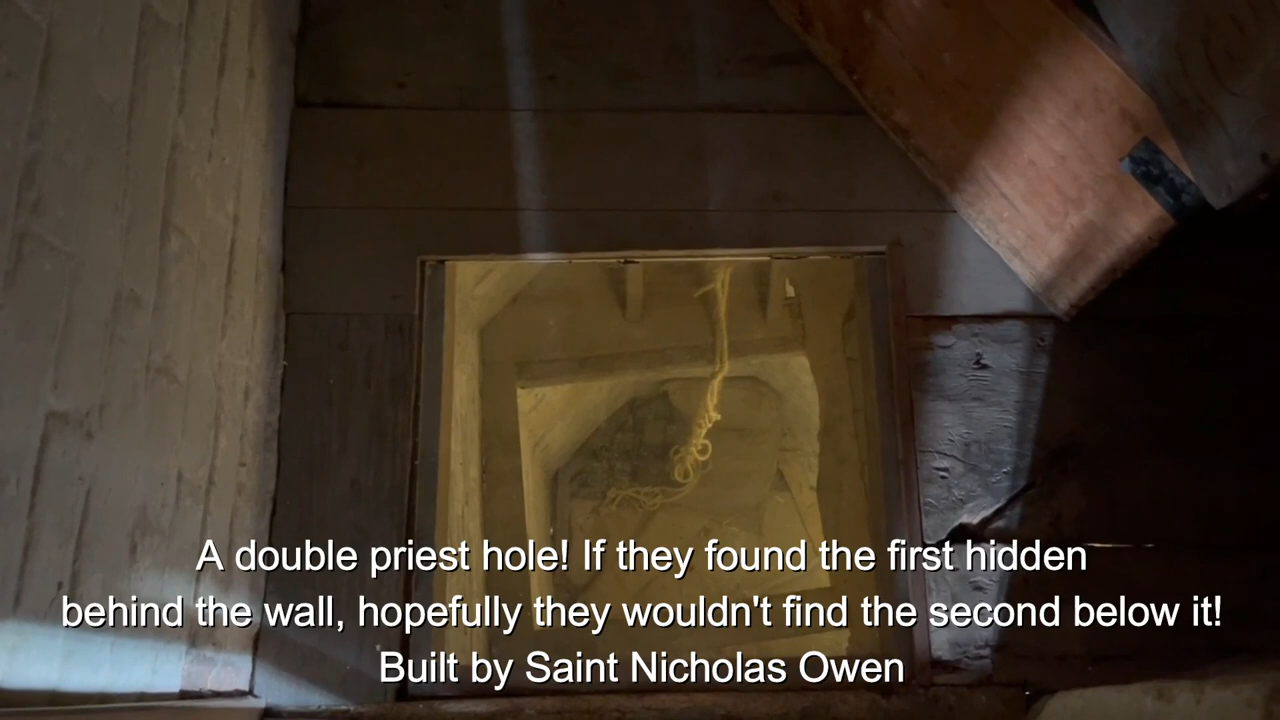 A double priest hole! If they found the first hidden
behind the wall, hopefully they wouldn't find the second below it!
Built by Saint Nicholas Owen